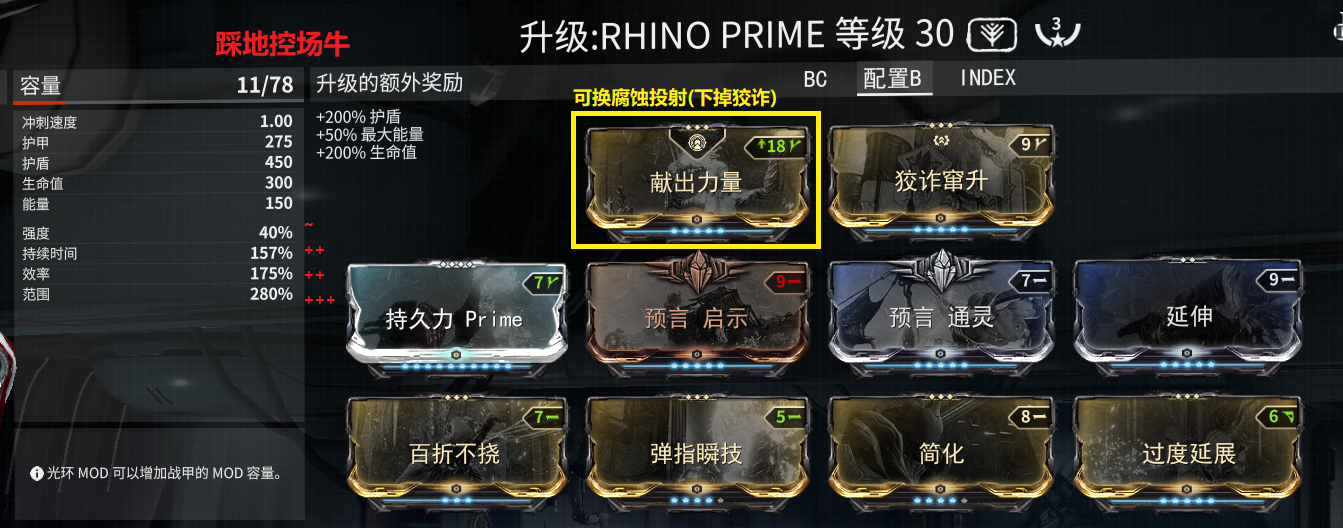 踩地控场牛
升级:RHINO PRIME 等级 30
3
容量 11/78
升级的额外奖励
BC 配置B INDEX
可换腐蚀投射(下掉狡诈)
+200% 护盾
+50% 最大能量
+200% 生命值
冲刺速度 1.00
护甲 275
护盾 450
生命值 300
能量 150
强度 40% ~
持续时间 157% ++
效率 175% ++
范围 280% +++
↑18
献出力量
9
狡诈窜升
7
持久力 Prime
9
预言 启示
7
预言 通灵
9
延伸
7
百折不挠
5
弹指瞬技
8
简化
6
过度延展
光环 MOD 可以增加战甲的 MOD 容量。